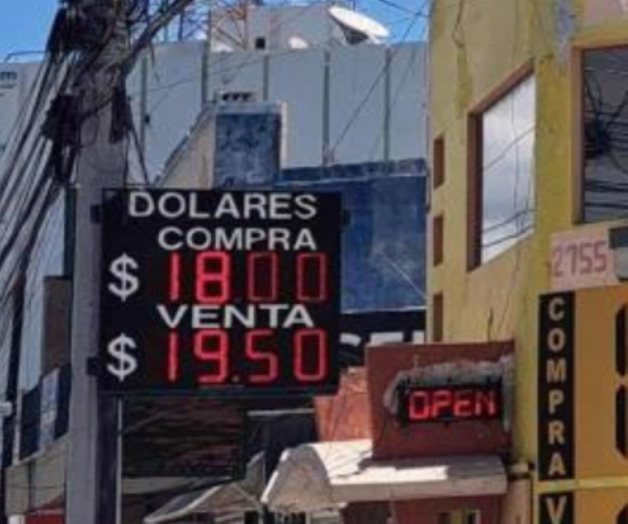 DOLARES
COMPRA
$ 18.00
VENTA
$ 19.50
OPEN
2755
COMPRA
V